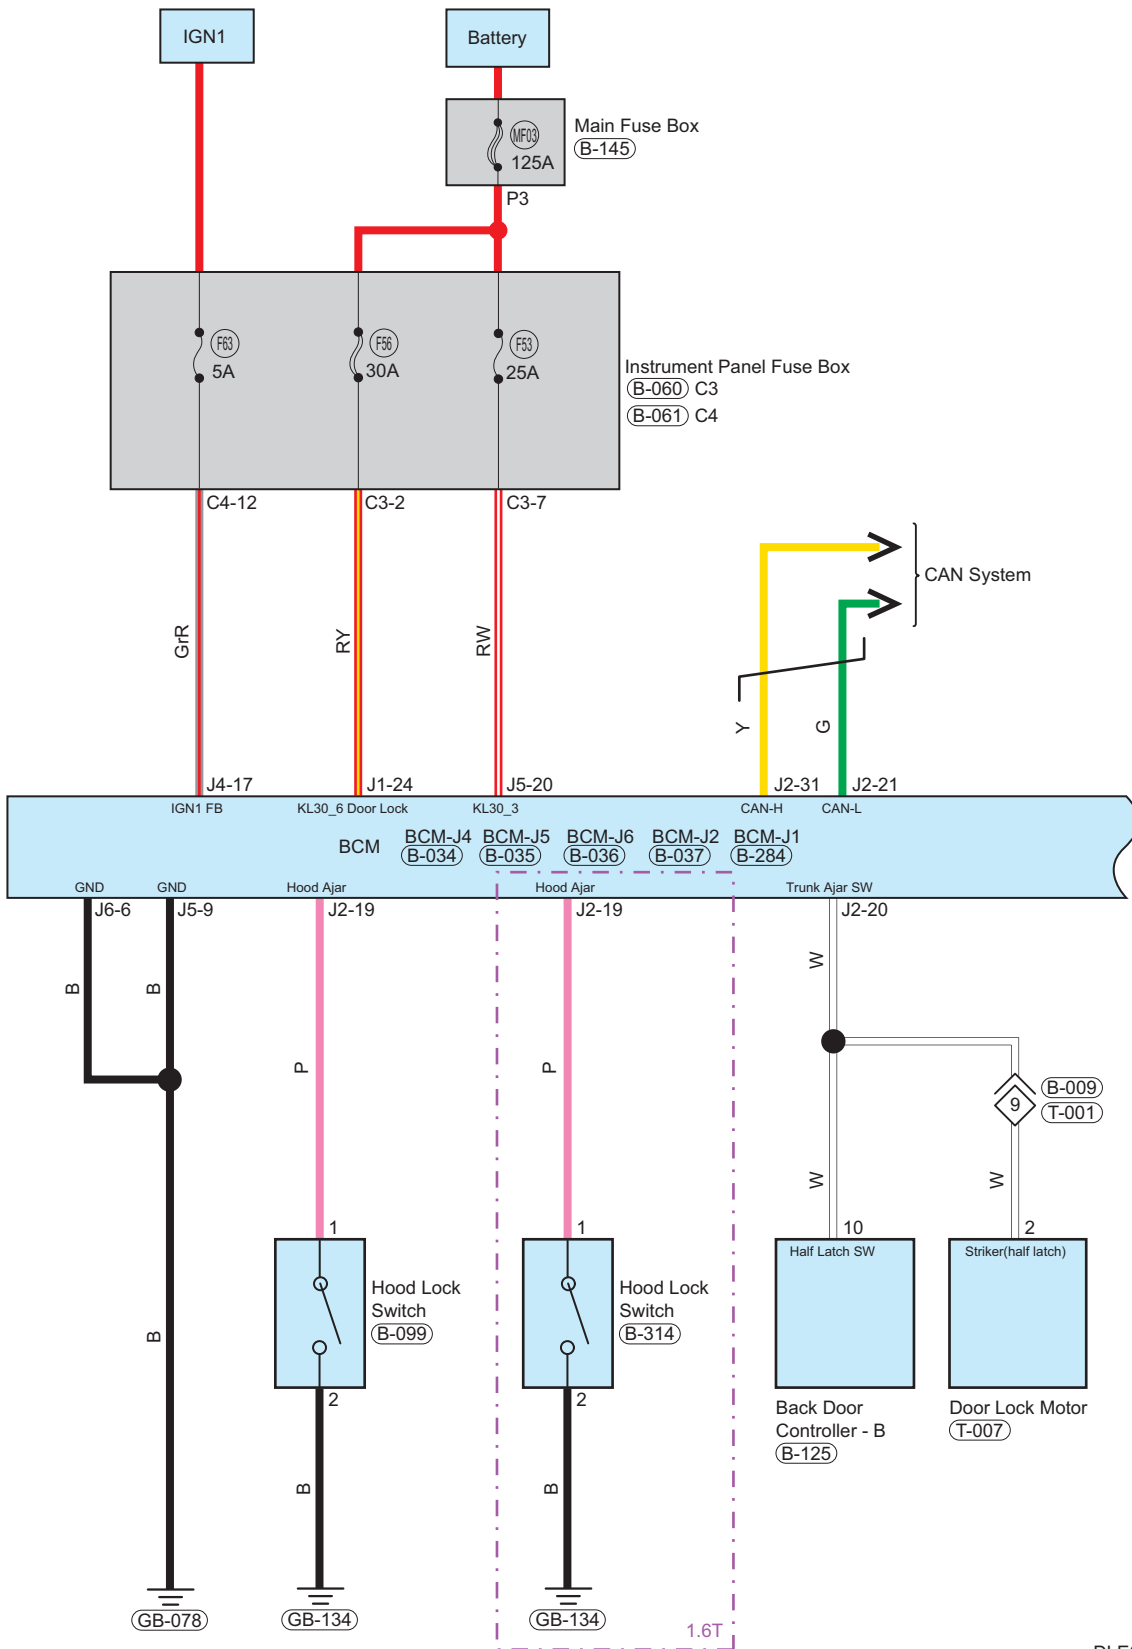 IGN1
Battery
MF03
125A
Main Fuse Box
B-145
P3
F63
5A
F56
30A
F53
25A
Instrument Panel Fuse Box
B-060 C3
B-061 C4
C4-12
C3-2
C3-7
CAN System
GrR
RY
RW
Y
G
J4-17
J1-24
J5-20
J2-31
J2-21
IGN1 FB
KL30_6 Door Lock
KL30_3
CAN-H
CAN-L
BCM
BCM-J4
BCM-J5
BCM-J6
BCM-J2
BCM-J1
B-034
B-035
B-036
B-037
B-284
GND
GND
Hood Ajar
Hood Ajar
Trunk Ajar SW
J6-6
J5-9
J2-19
J2-19
J2-20
B
B
W
P
P
9
B-009
T-001
W
W
1
1
10
2
Half Latch SW
Striker(half latch)
Hood Lock
Switch
B-099
Hood Lock
Switch
B-314
B
2
2
Back Door
Controller - B
B-125
Door Lock Motor
T-007
B
B
GB-078
GB-134
GB-134
1.6T